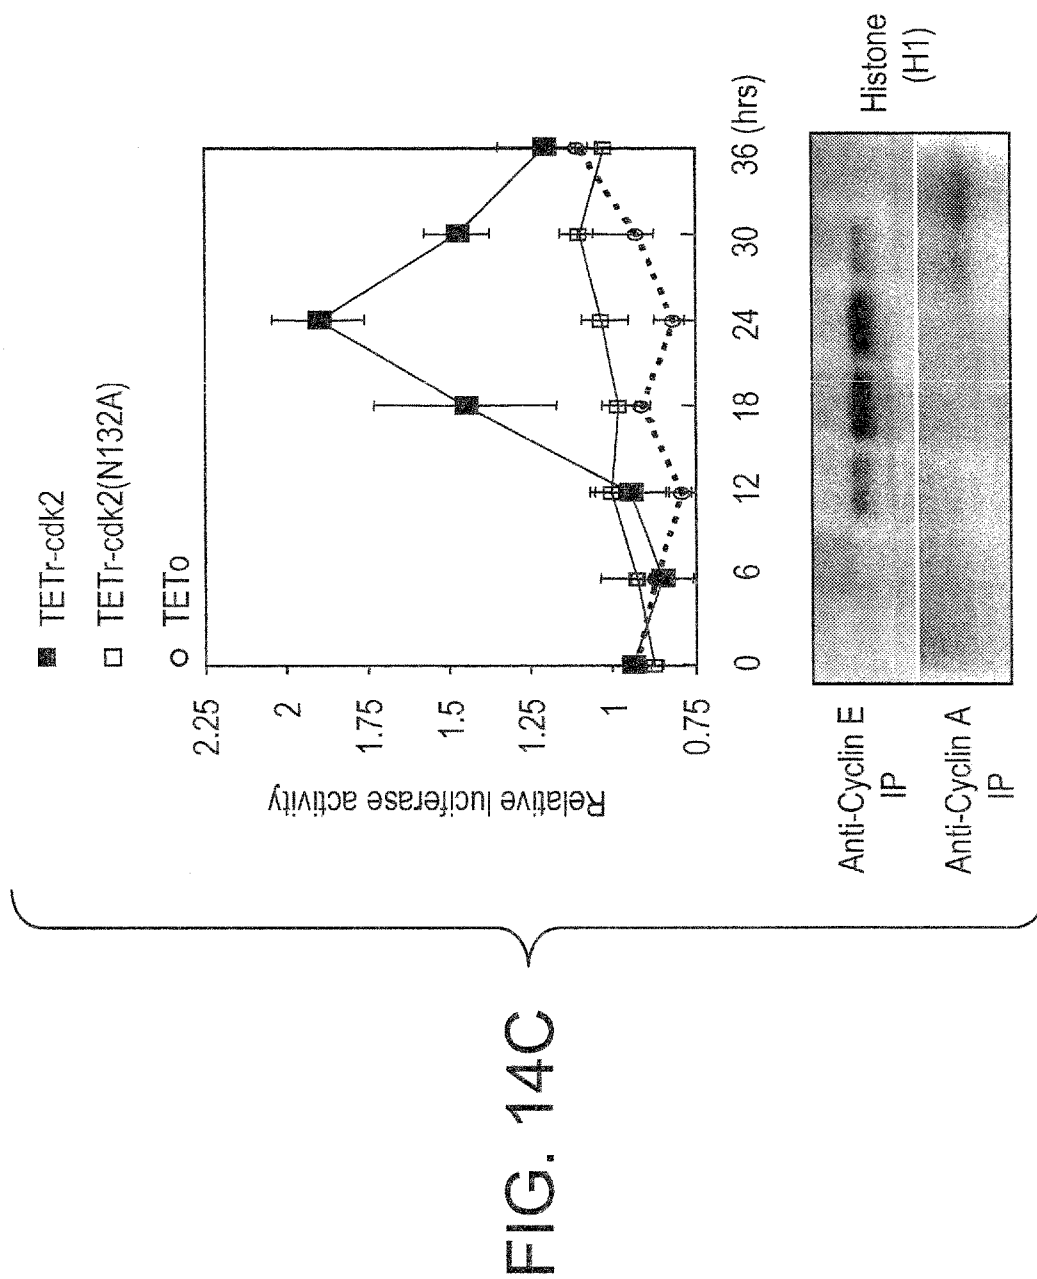 FIG. 14C
TETr-cdk2
TETr-cdk2(N132A)
TETo
Relative luciferase activity
2.25
2
1.75
1.5
1.25
1
0.75
0 6 12 18 24 30 36 (hrs)
Anti-Cyclin E
IP
Anti-Cyclin A
IP
Histone
(H1)